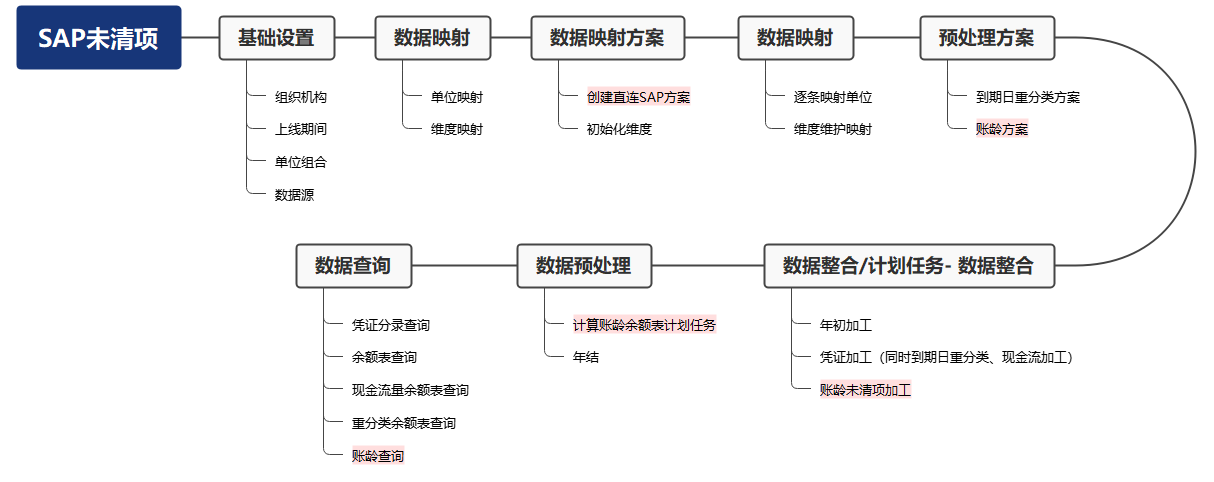 SAP未清项
基础设置
组织机构
上线期间
单位组合
数据源
数据映射
单位映射
维度映射
数据映射方案
创建直连SAP方案
初始化维度
数据映射
逐条映射单位
维度维护映射
预处理方案
到期日重分类方案
账龄方案
数据整合/计划任务- 数据整合
年初加工
凭证加工（同时到期日重分类、现金流加工）
账龄未清项加工
数据预处理
计算账龄余额表计划任务
年结
数据查询
凭证分录查询
余额表查询
现金流量余额表查询
重分类余额表查询
账龄查询